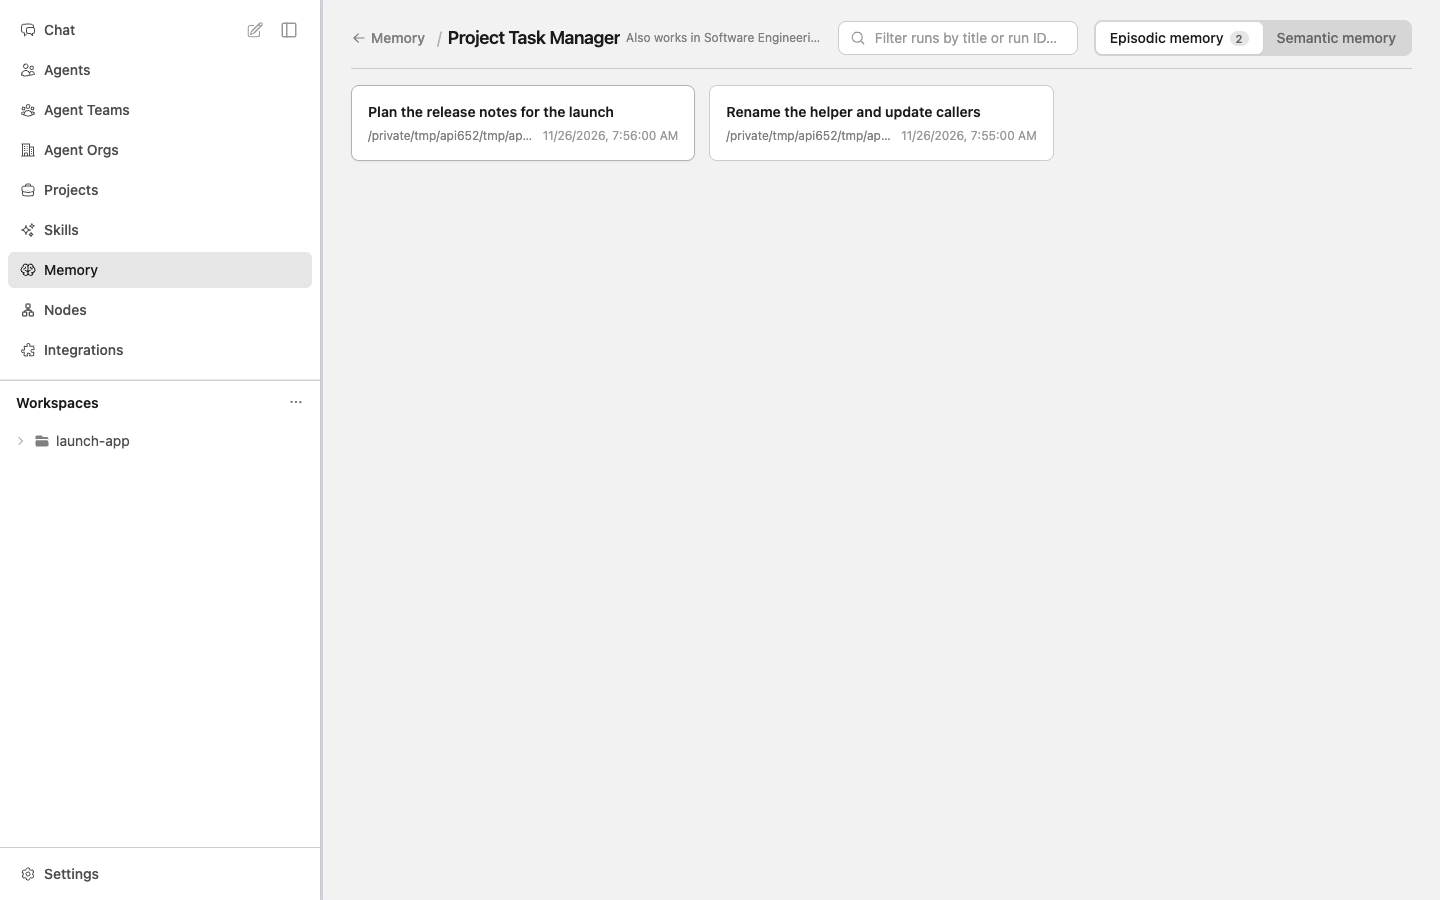 Chat
Agents
Agent Teams
Agent Orgs
Projects
Skills
Memory
Nodes
Integrations
Workspaces
launch-app
Settings
Memory / Project Task Manager Also works in Software Engineeri...
Filter runs by title or run ID...
Episodic memory 2
Semantic memory
Plan the release notes for the launch
/private/tmp/api652/tmp/ap... 11/26/2026, 7:56:00 AM
Rename the helper and update callers
/private/tmp/api652/tmp/ap... 11/26/2026, 7:55:00 AM